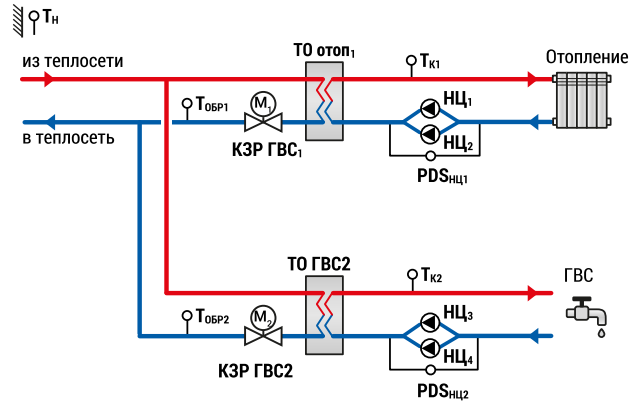 Tн
из теплосети
ТО отоп₁
Tк1
Отопление
Tобр1
M₁
НЦ₁
в теплосеть
КЗР ГВС₁
НЦ₂
PDSнц1
ТО ГВС2
Tк2
ГВС
Tобр2
M₂
НЦ₃
КЗР ГВС2
НЦ₄
PDSнц2